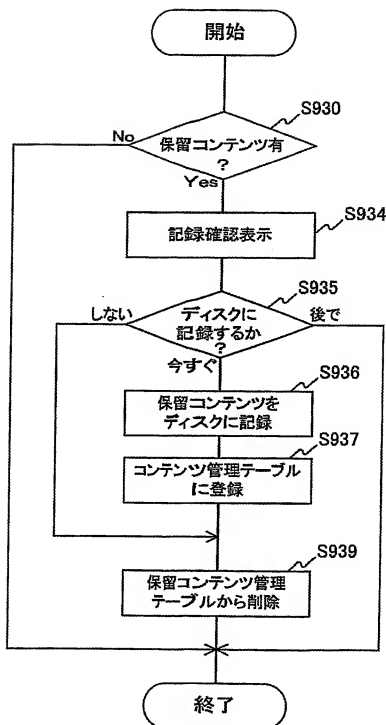 開始
S930
No
保留コンテンツ有
?
Yes
S934
記録確認表示
S935
しない
ディスクに
後で
記録するか
?
今すぐ
S936
保留コンテンツを
ディスクに記録
S937
コンテンツ管理テーブル
に登録
S939
保留コンテンツ管理
テーブルから削除
終了